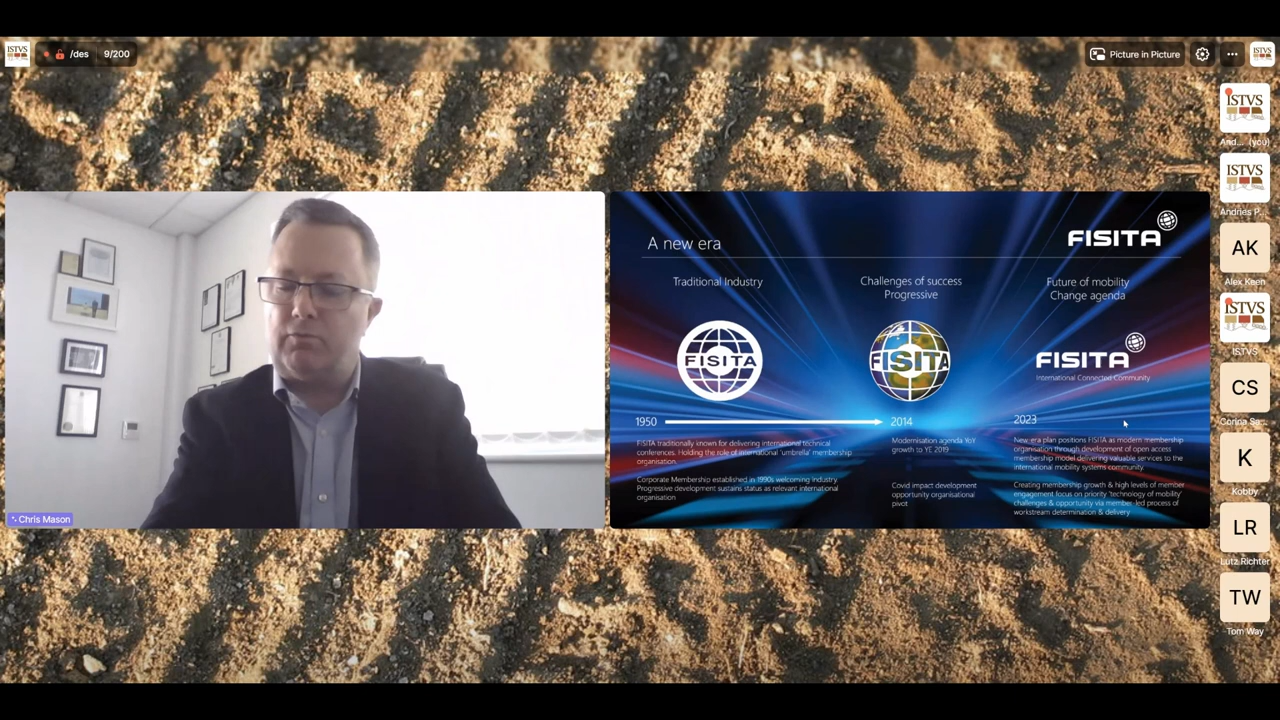 ISTVS
/des
9/200
Picture in Picture
ISTVS
ISTVS
And... (you)
ISTVS
Andries P...
AK
Alex Keen
ISTVS
ISTVS
CS
Corina Sa...
K
Kobby
LR
Lutz Richter
TW
Tom Way
Chris Mason
A new era
FISITA
Traditional Industry
Challenges of success
Progressive
Future of mobility
Change agenda
FISITA
FISITA
FISITA
International Connected Community
1950
2014
2023
FISITA traditionally known for delivering international technical
conferences. Holding the role of international 'umbrella' membership
organisation.
Corporate Membership established in 1990s welcoming industry.
Progressive development sustains status as relevant international
organisation
Modernisation agenda YoY
growth to YE 2019
Covid impact development
opportunity organisational
pivot
New-era plan positions FISITA as modern membership
organisation through development of open access
membership model delivering valuable services to the
international mobility systems community.
Creating membership growth & high levels of member
engagement focus on priority 'technology of mobility'
challenges & opportunity via member-led process of
workstream determination & delivery